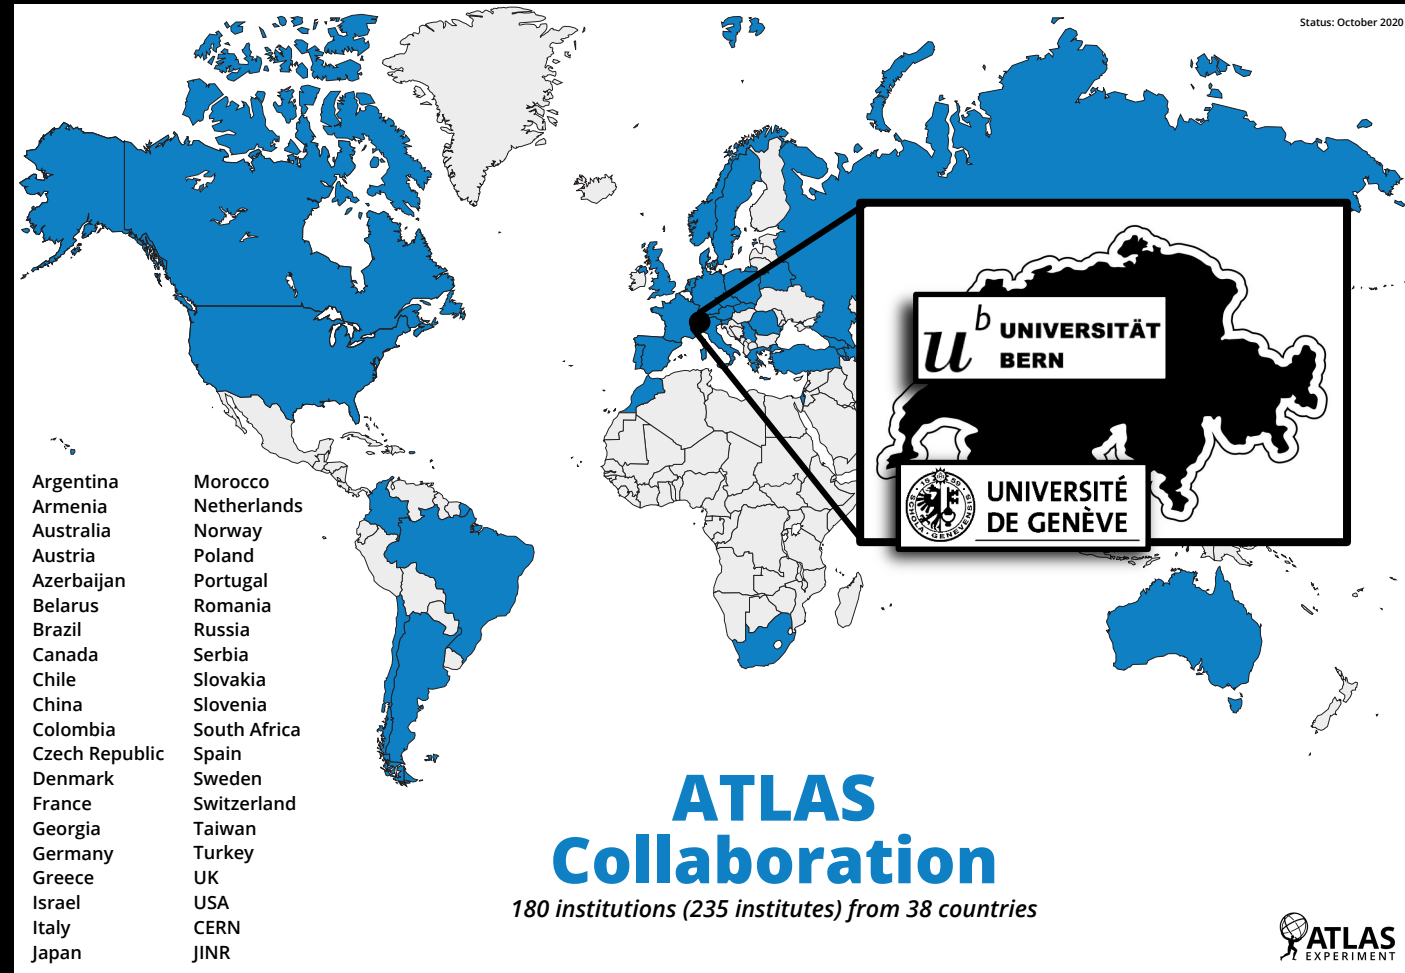 Status: October 2020
u b UNIVERSITÄT
BERN
SCHOLA GENEVENSIS 1559
UNIVERSITÉ
DE GENÈVE
Argentina
Armenia
Australia
Austria
Azerbaijan
Belarus
Brazil
Canada
Chile
China
Colombia
Czech Republic
Denmark
France
Georgia
Germany
Greece
Israel
Italy
Japan
Morocco
Netherlands
Norway
Poland
Portugal
Romania
Russia
Serbia
Slovakia
Slovenia
South Africa
Spain
Sweden
Switzerland
Taiwan
Turkey
UK
USA
CERN
JINR
ATLAS
Collaboration
180 institutions (235 institutes) from 38 countries
ATLAS
EXPERIMENT